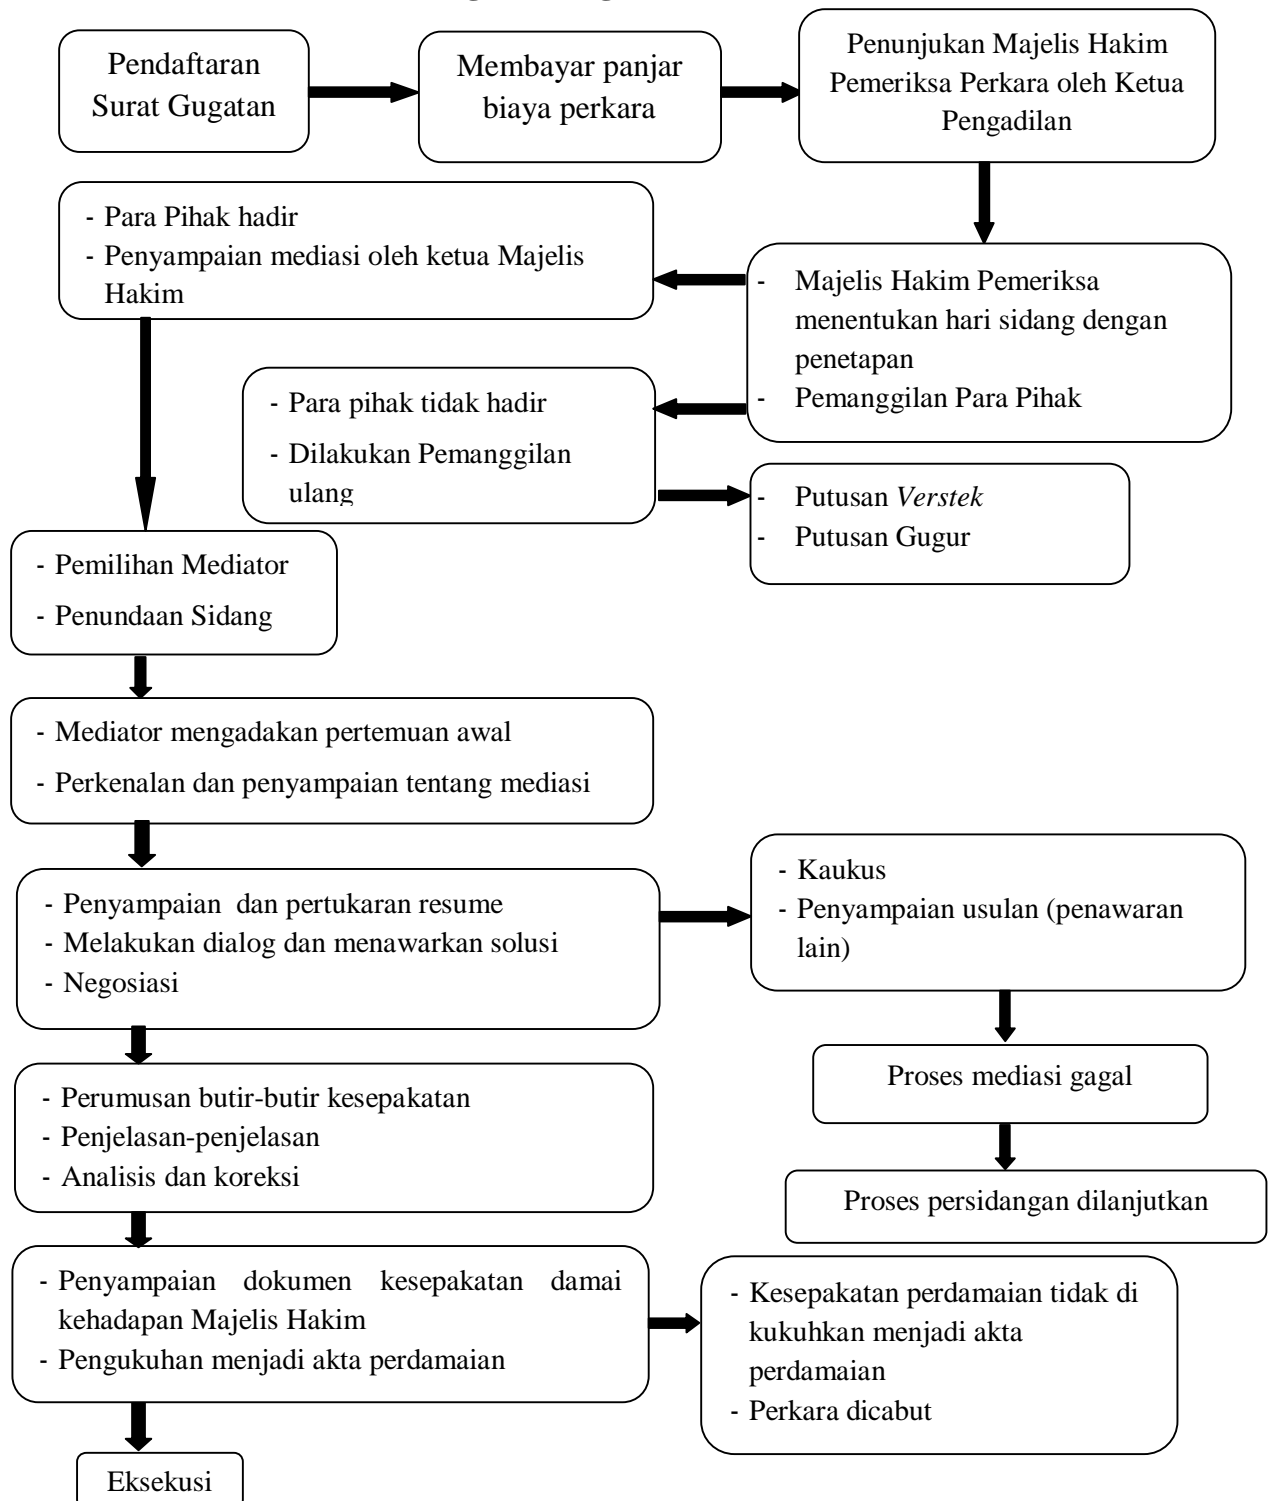 Pendaftaran
Surat Gugatan
Membayar panjar
biaya perkara
Penunjukan Majelis Hakim
Pemeriksa Perkara oleh Ketua
Pengadilan
- Para Pihak hadir
- Penyampaian mediasi oleh ketua Majelis
Hakim
- Majelis Hakim Pemeriksa
menentukan hari sidang dengan
penetapan
- Pemanggilan Para Pihak
- Para pihak tidak hadir
- Dilakukan Pemanggilan
ulang
- Putusan Verstek
- Putusan Gugur
- Pemilihan Mediator
- Penundaan Sidang
- Mediator mengadakan pertemuan awal
- Perkenalan dan penyampaian tentang mediasi
- Penyampaian  dan pertukaran resume
- Melakukan dialog dan menawarkan solusi
- Negosiasi
- Kaukus
- Penyampaian usulan (penawaran
lain)
Proses mediasi gagal
- Perumusan butir-butir kesepakatan
- Penjelasan-penjelasan
- Analisis dan koreksi
Proses persidangan dilanjutkan
- Penyampaian dokumen kesepakatan damai
kehadapan Majelis Hakim
- Pengukuhan menjadi akta perdamaian
- Kesepakatan perdamaian tidak di
kukuhkan menjadi akta
perdamaian
- Perkara dicabut
Eksekusi